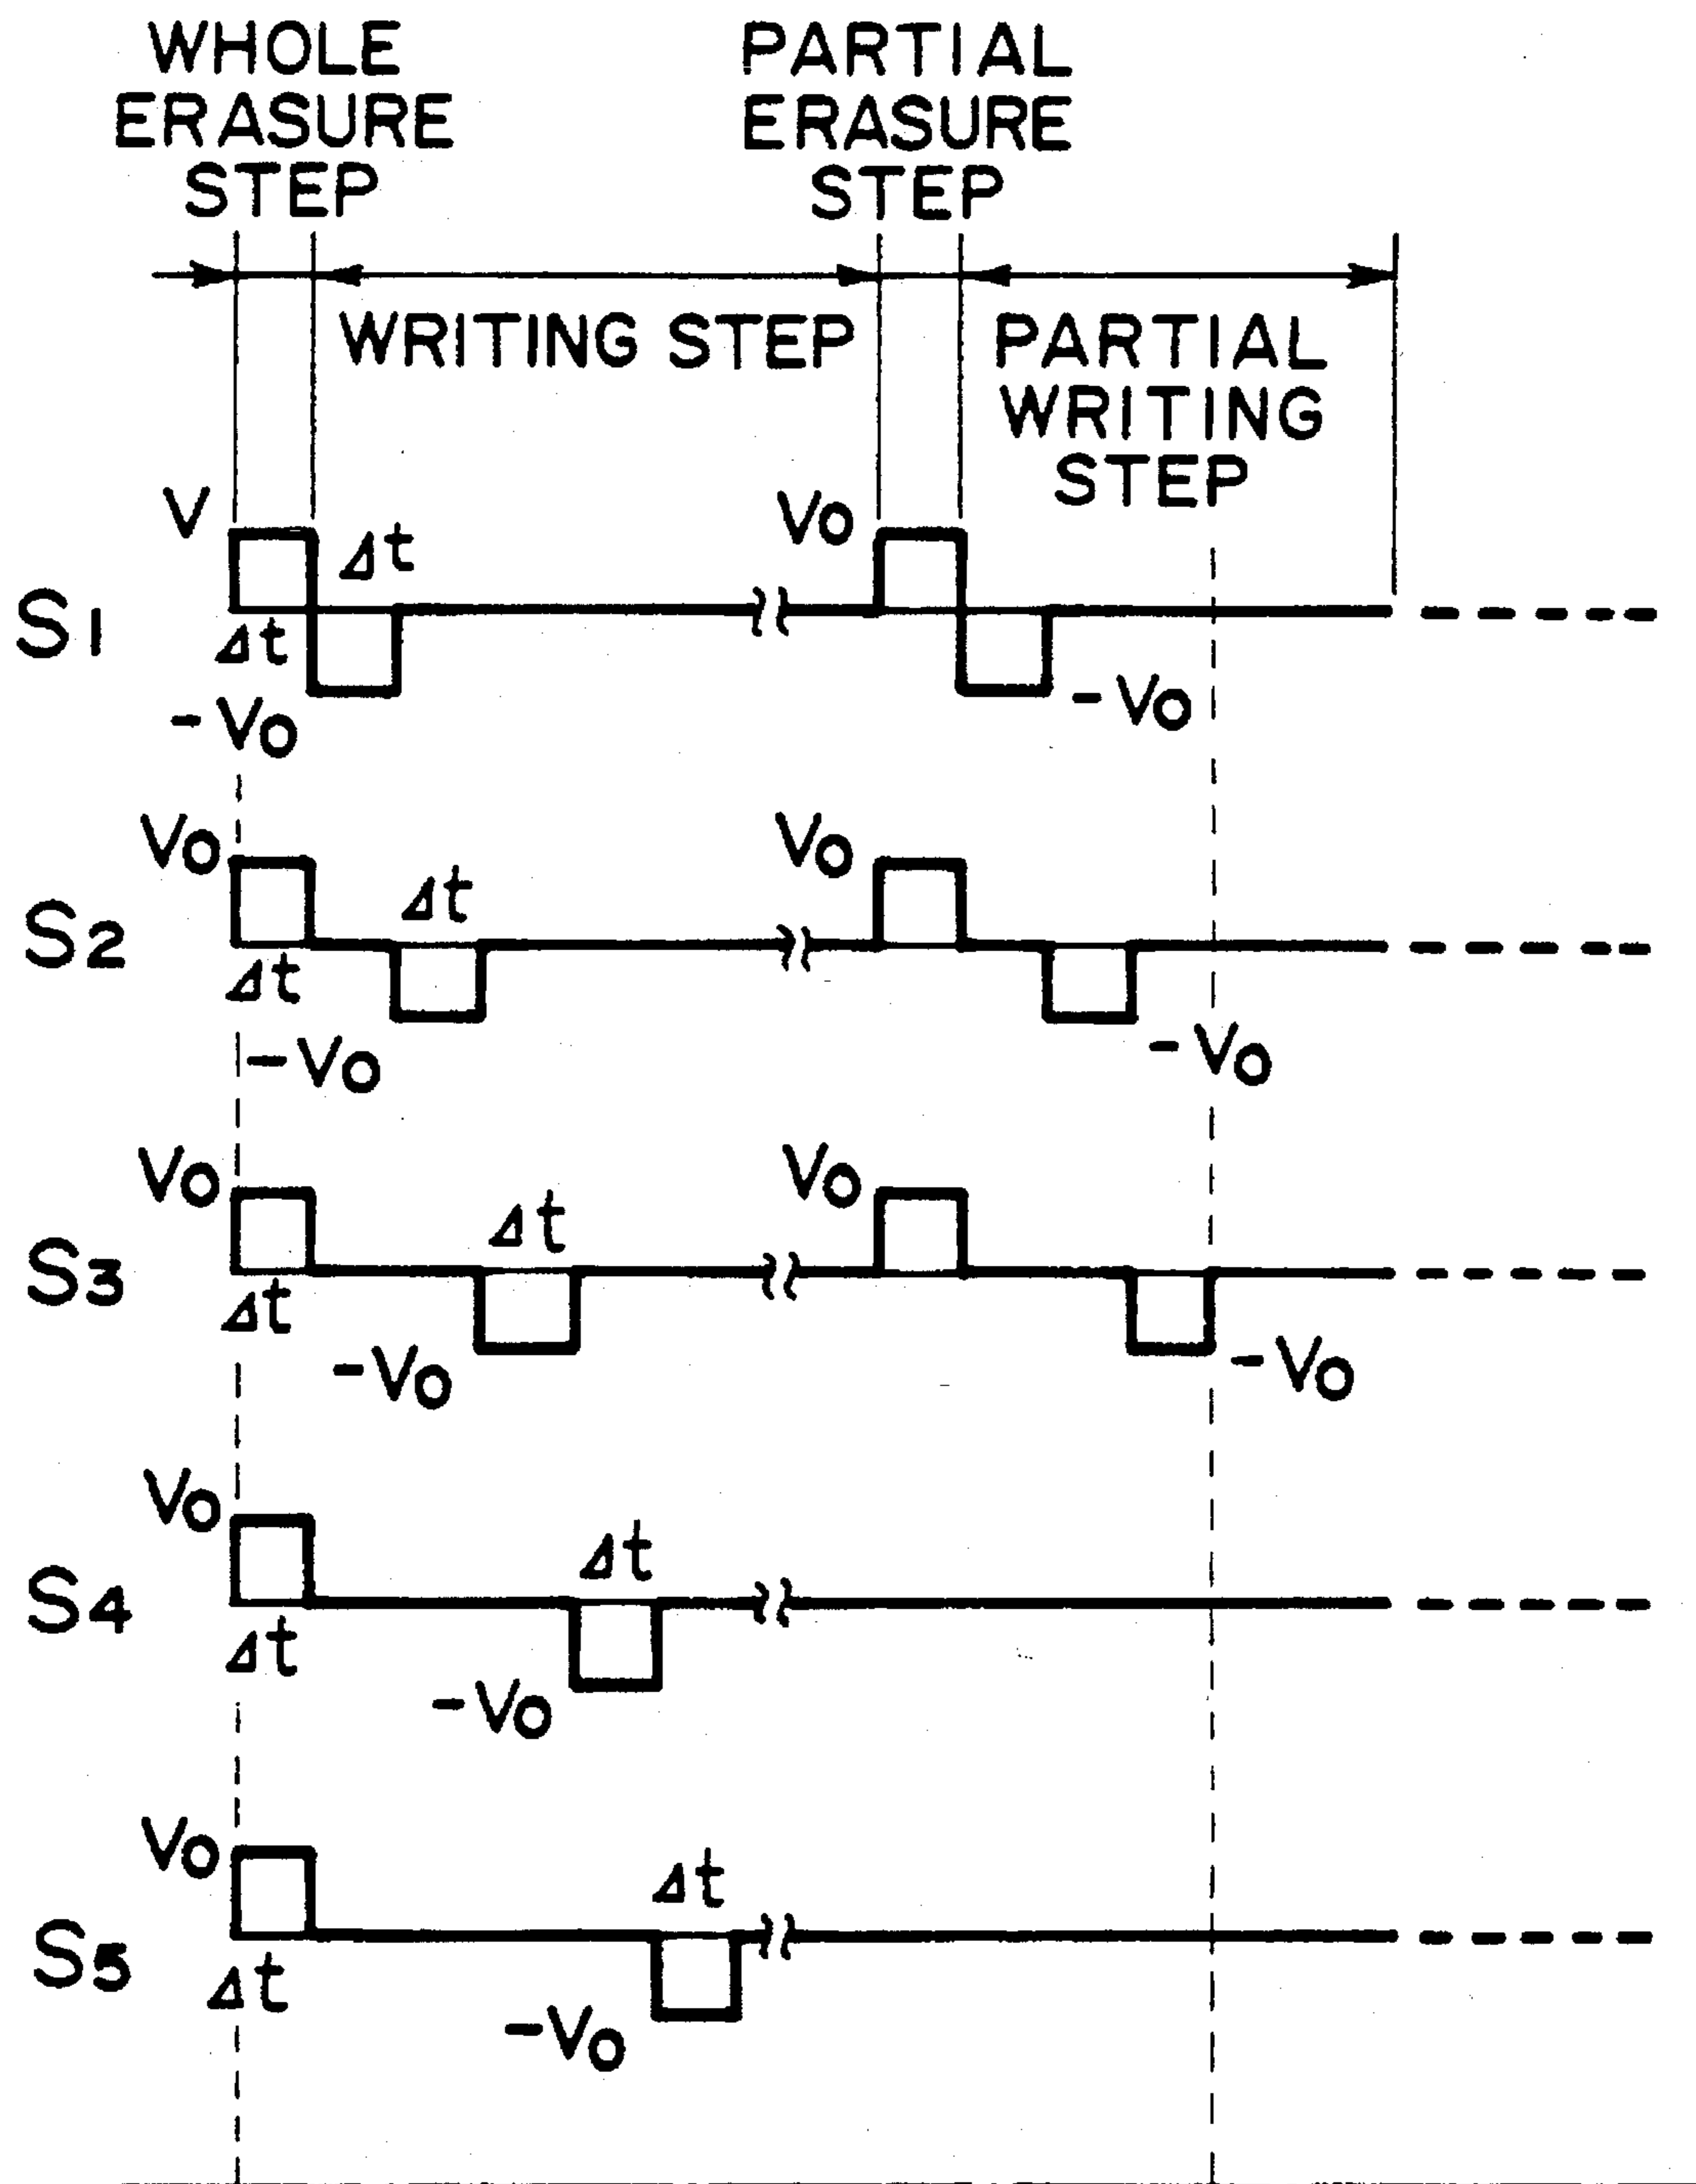 WHOLE
ERASURE
STEP
PARTIAL
ERASURE
STEP
WRITING STEP
PARTIAL
WRITING
STEP
S1
V
Δt
Δt
-Vo
Vo
-Vo
S2
Vo
Δt
Δt
-Vo
Vo
-Vo
S3
Vo
Δt
Δt
-Vo
Vo
-Vo
S4
Vo
Δt
Δt
-Vo
S5
Vo
Δt
Δt
-Vo